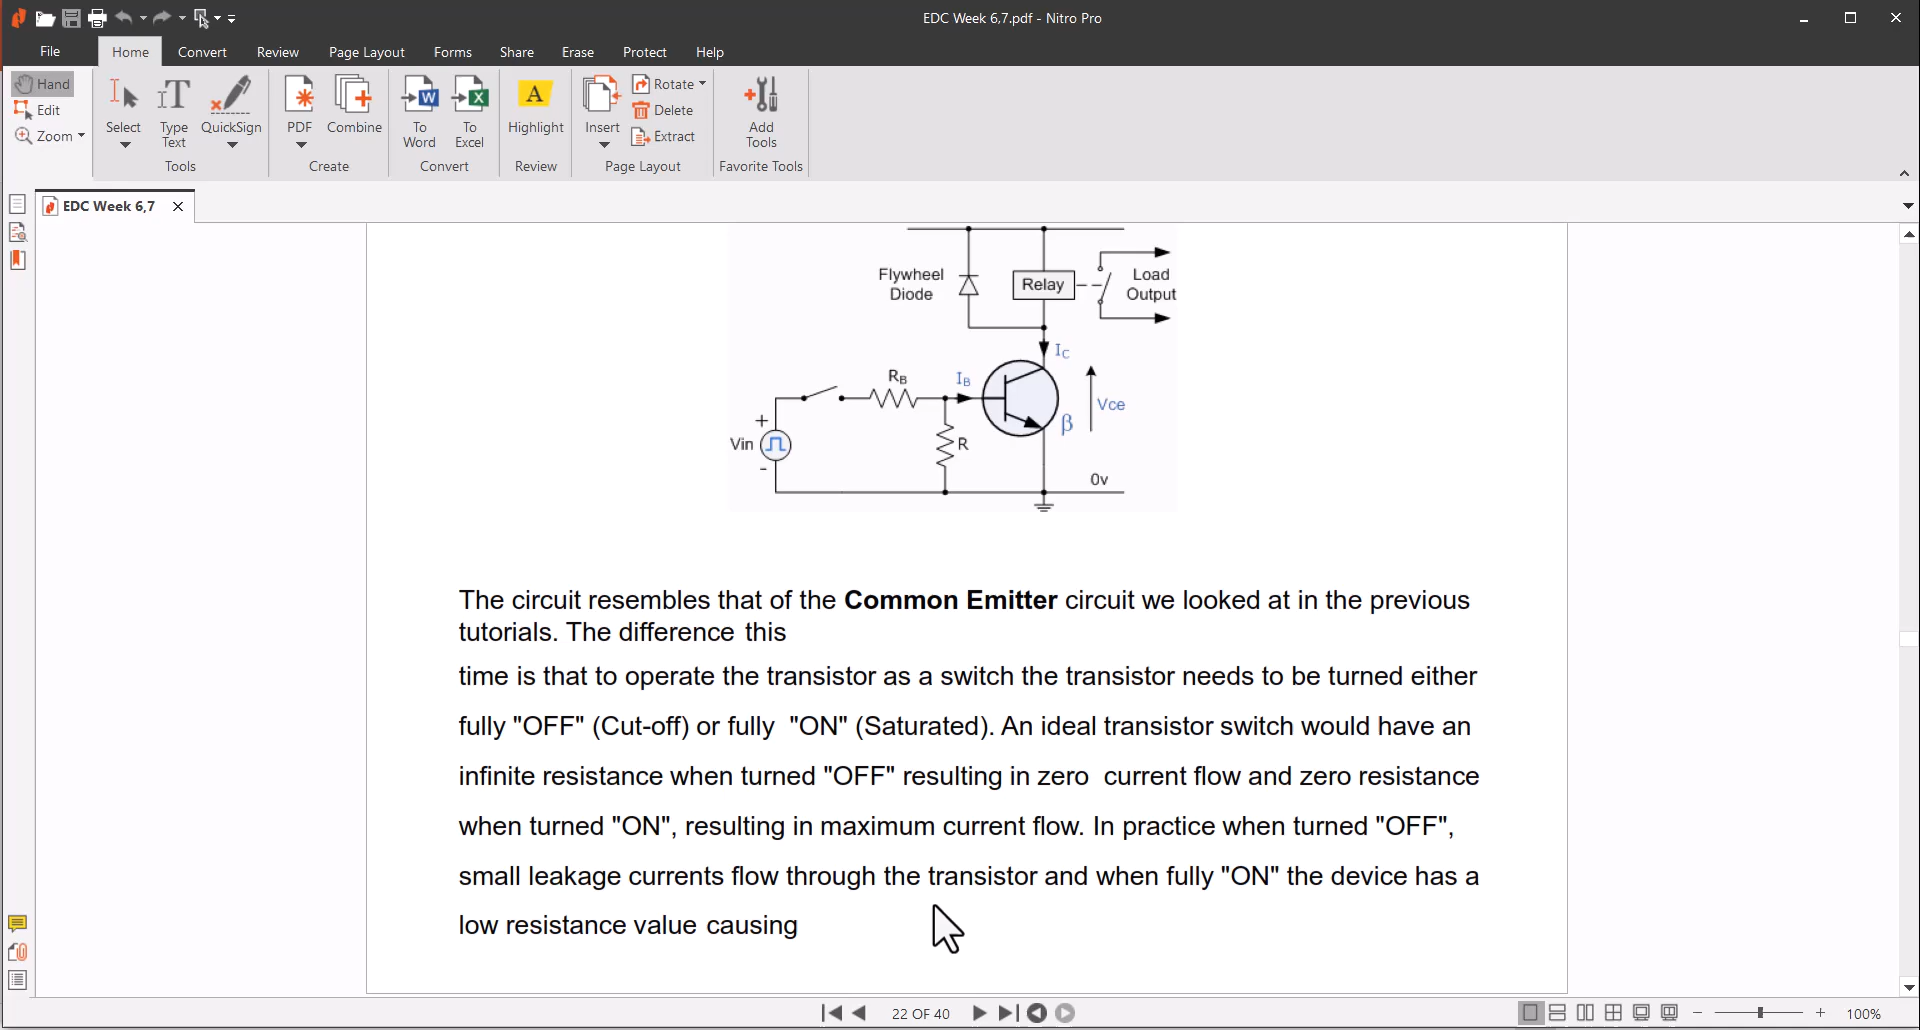 EDC Week 6,7.pdf - Nitro Pro
File Home Convert Review Page Layout Forms Share Erase Protect Help
Hand
Edit
Zoom
Select
Type Text
QuickSign
Tools
PDF
Combine
Create
To Word
To Excel
Convert
A
Highlight
Review
Insert
Rotate
Delete
Extract
Page Layout
Add Tools
Favorite Tools
EDC Week 6,7
Flywheel
Diode
Relay
Load
Output
IC
RB
IB
Vce
β
+
Vin
-
R
0v
The circuit resembles that of the Common Emitter circuit we looked at in the previous
tutorials. The difference this
time is that to operate the transistor as a switch the transistor needs to be turned either
fully "OFF" (Cut-off) or fully "ON" (Saturated). An ideal transistor switch would have an
infinite resistance when turned "OFF" resulting in zero current flow and zero resistance
when turned "ON", resulting in maximum current flow. In practice when turned "OFF",
small leakage currents flow through the transistor and when fully "ON" the device has a
low resistance value causing
22 OF 40
100%